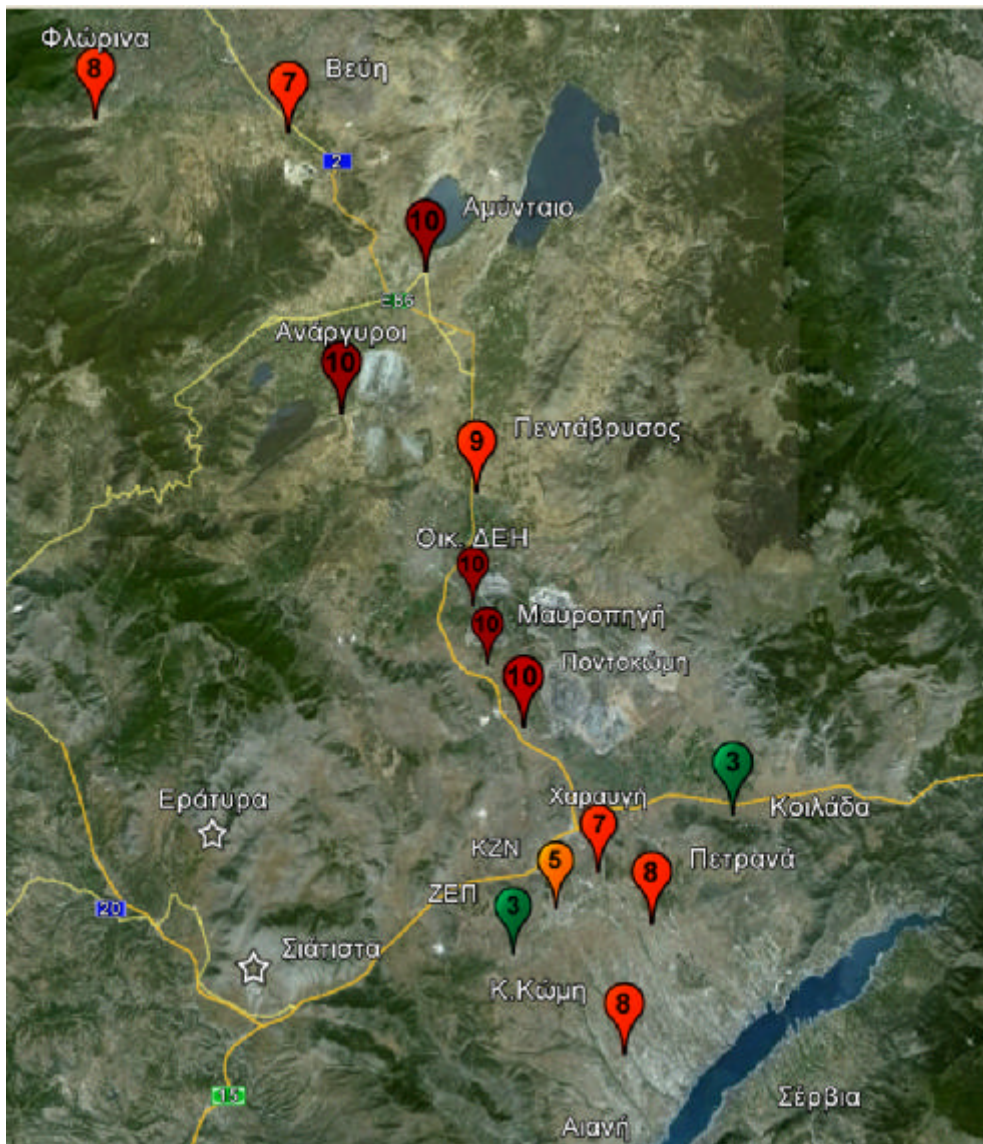 Φλώρινα
8
7
Βεύη
2
10
Αμύνταιο
E86
Ανάργυροι
10
9
Πεντάβρυσος
Οικ. ΔΕΗ
10
Μαυροπηγή
10
Ποντοκώμη
10
3
Κοιλάδα
Εράτυρα
Χαραυγή
7
ΚΖΝ
5
Πετρανά
8
ΖΕΠ
3
20
Σιάτιστα
Κ.Κώμη
8
15
Σέρβια
Αιανή